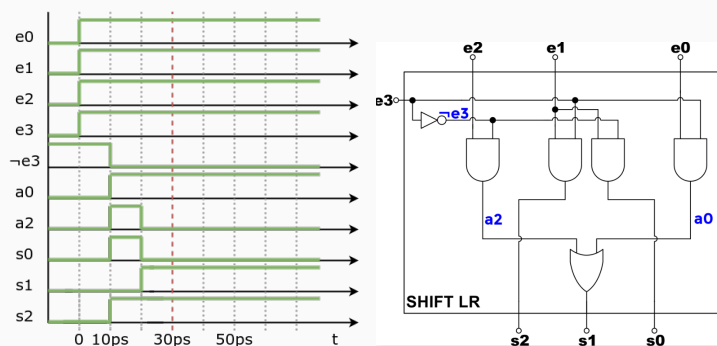 e0
e1
e2
e3
¬e3
a0
a2
s0
s1
s2
0 10ps 30ps 50ps t
e2 e1 e0
e3
¬e3
a2 a0
SHIFT LR
s2 s1 s0